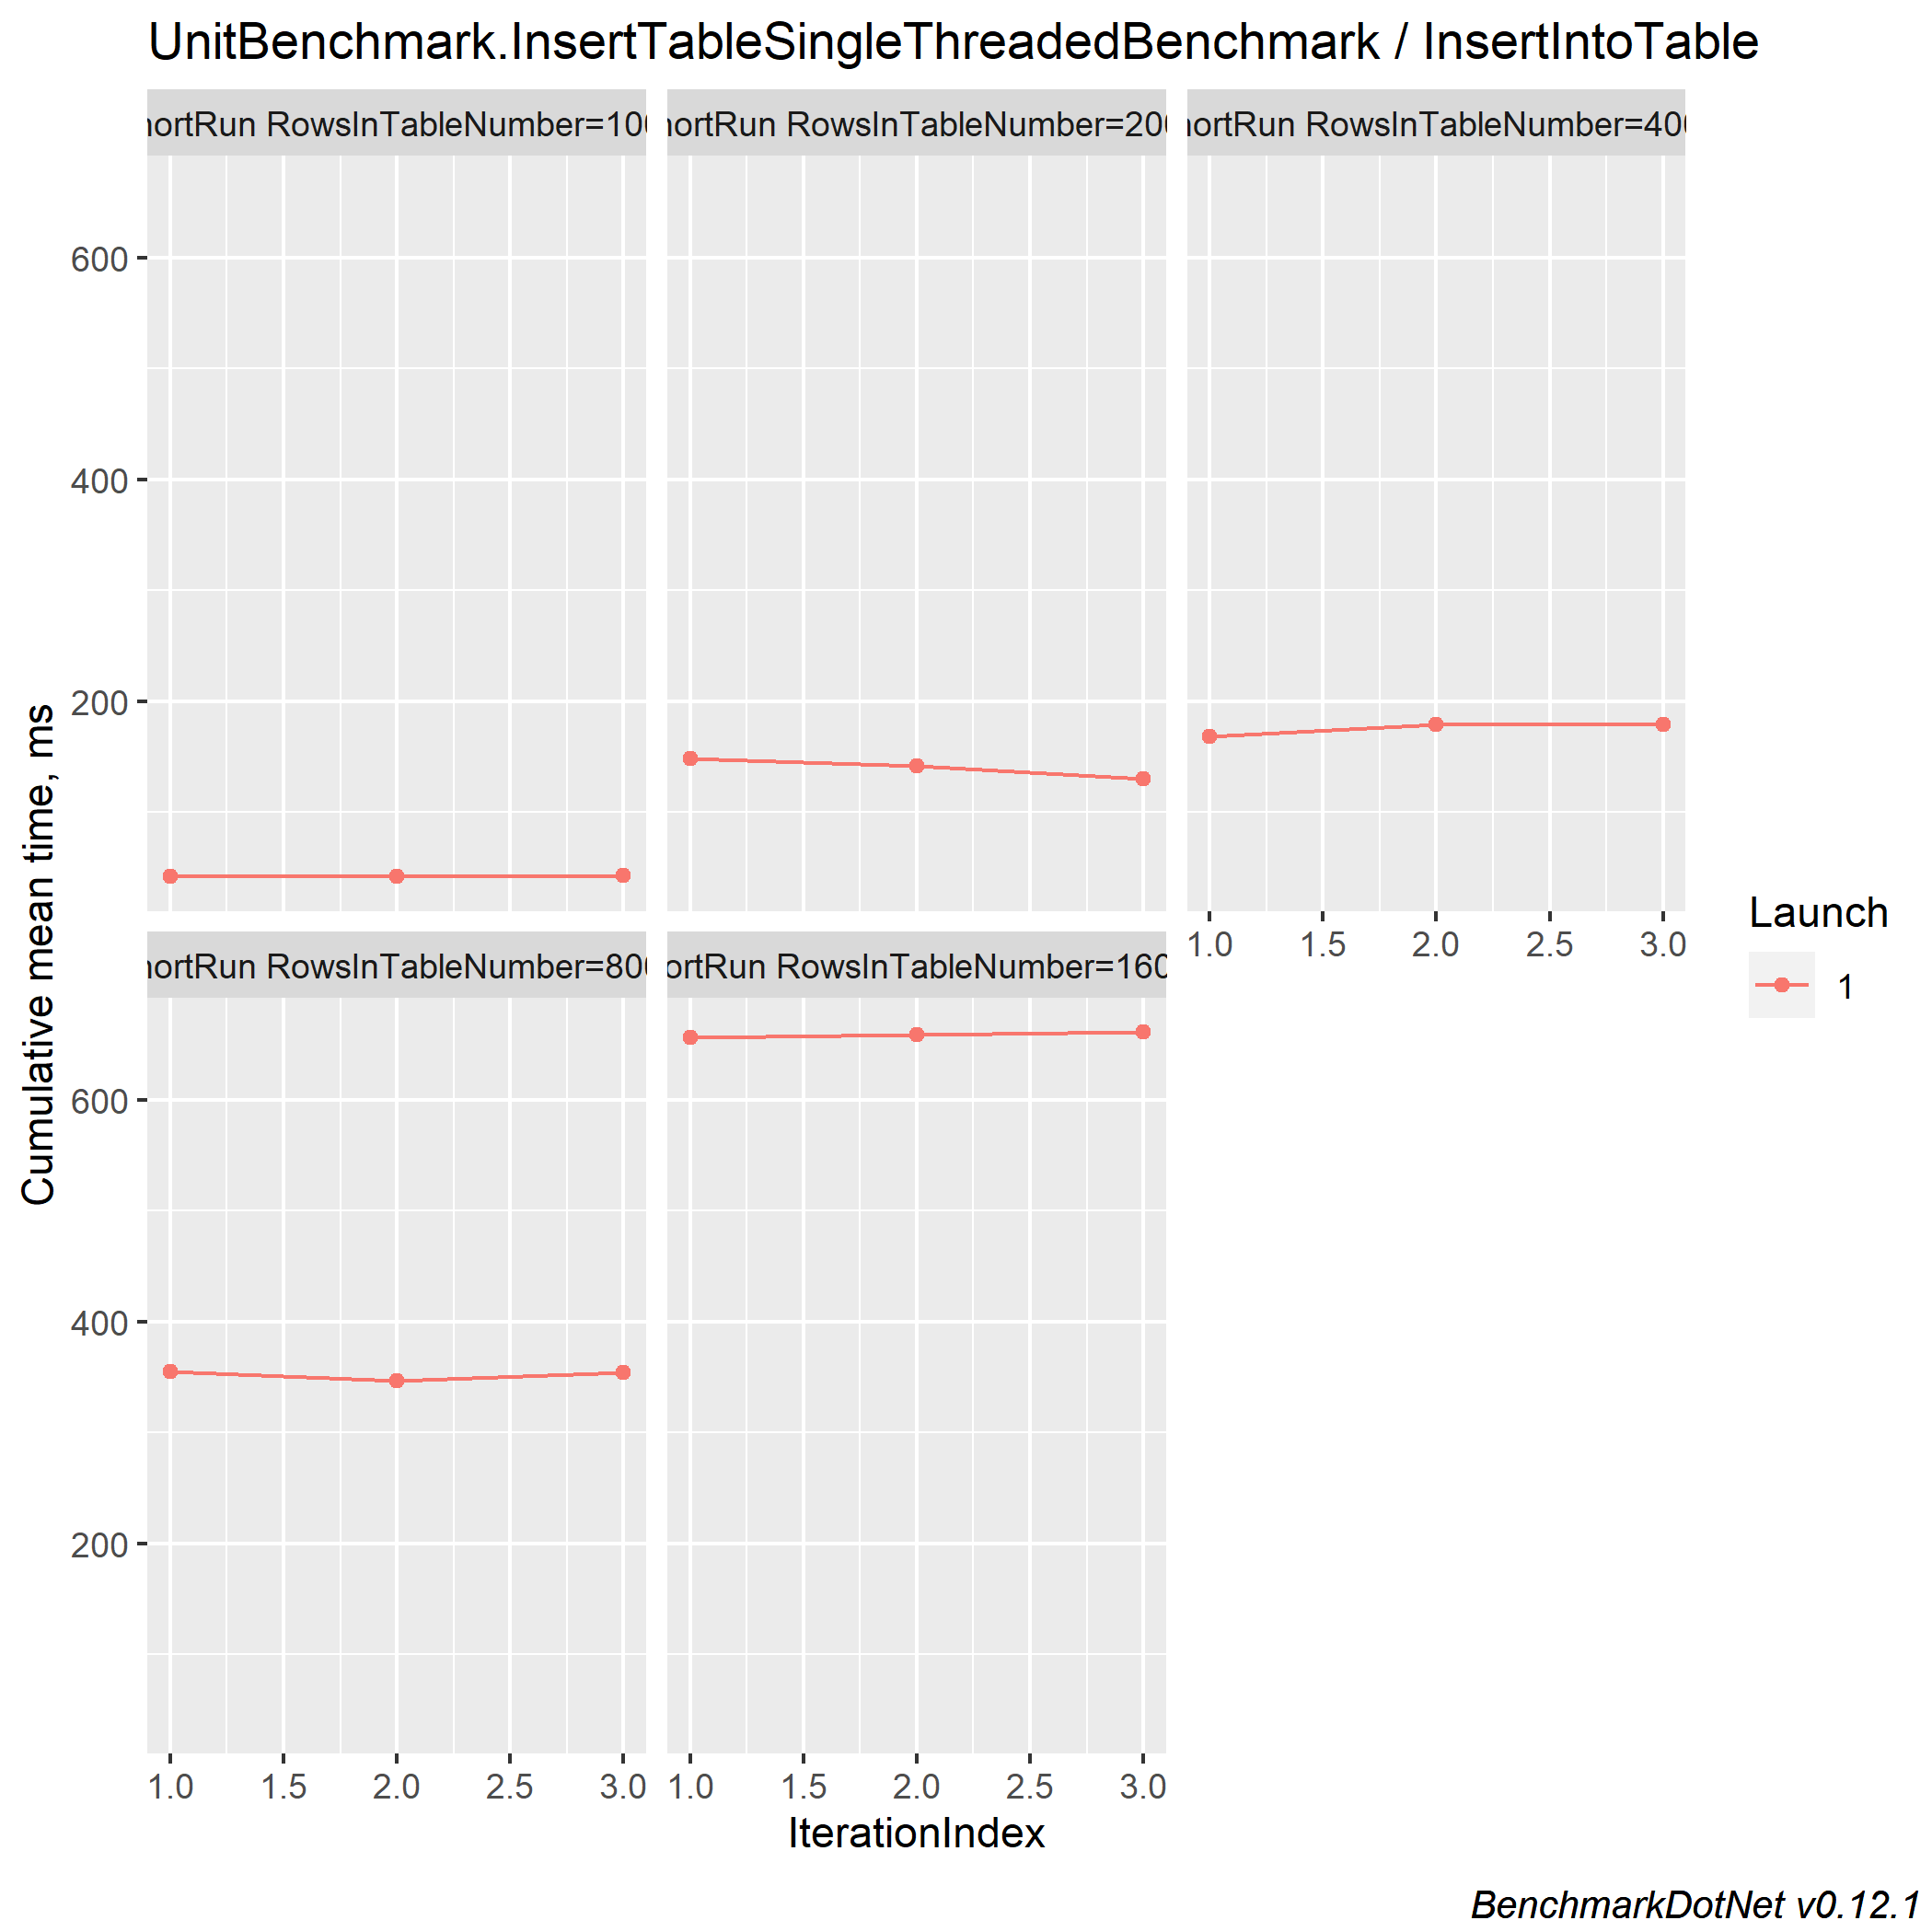 UnitBenchmark.InsertTableSingleThreadedBenchmark / InsertIntoTable
hortRun RowsInTableNumber=100
hortRun RowsInTableNumber=200
hortRun RowsInTableNumber=400
600
400
200
1.0 1.5 2.0 2.5 3.0
Cumulative mean time, ms
hortRun RowsInTableNumber=800
ortRun RowsInTableNumber=160
600
400
200
1.0 1.5 2.0 2.5 3.0
1.0 1.5 2.0 2.5 3.0
IterationIndex
Launch
1
BenchmarkDotNet v0.12.1